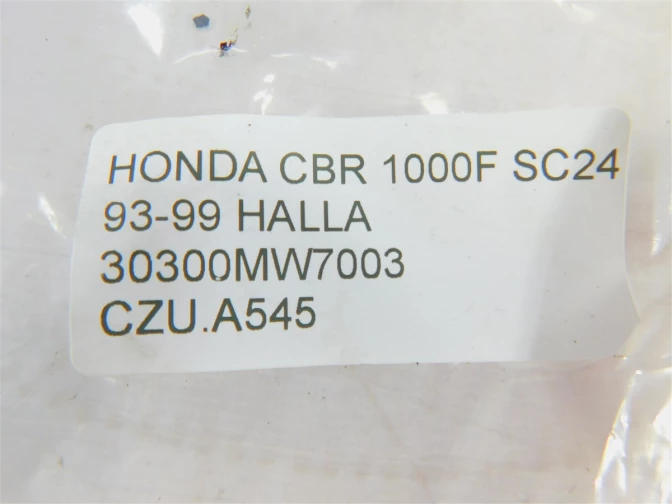 HONDA CBR 1000F SC24
93-99 HALLA
30300MW7003
CZU.A545